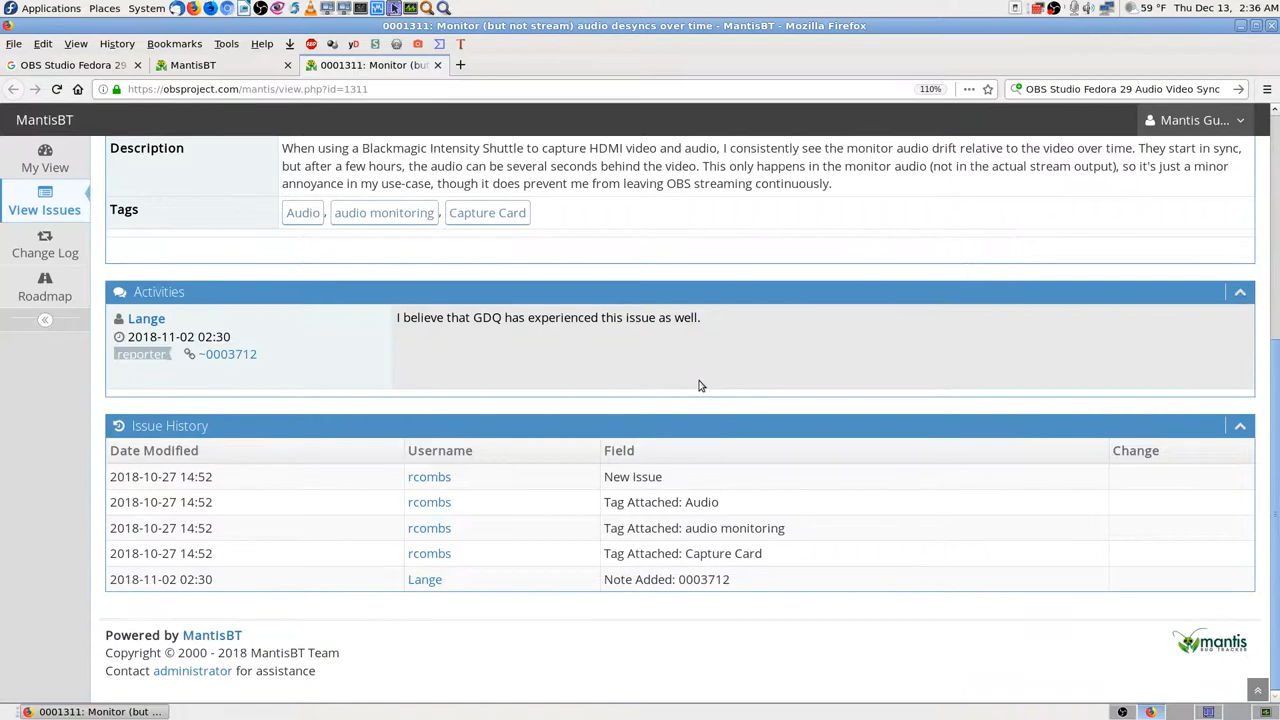 Applications Places System 59 °F Thu Dec 13, 2:36 AM
0001311: Monitor (but not stream) audio desyncs over time - MantisBT - Mozilla Firefox
File Edit View History Bookmarks Tools Help
OBS Studio Fedora 29 MantisBT 0001311: Monitor (bu
https://obsproject.com/mantis/view.php?id=1311 110% OBS Studio Fedora 29 Audio Video Sync
MantisBT Mantis Gu...
My View
View Issues
Change Log
Roadmap
Description When using a Blackmagic Intensity Shuttle to capture HDMI video and audio, I consistently see the monitor audio drift relative to the video over time. They start in sync,
but after a few hours, the audio can be several seconds behind the video. This only happens in the monitor audio (not in the actual stream output), so it's just a minor
annoyance in my use-case, though it does prevent me from leaving OBS streaming continuously.
Tags Audio , audio monitoring , Capture Card
Activities
Lange I believe that GDQ has experienced this issue as well.
2018-11-02 02:30
reporter ~0003712
Issue History
Date Modified Username Field Change
2018-10-27 14:52 rcombs New Issue
2018-10-27 14:52 rcombs Tag Attached: Audio
2018-10-27 14:52 rcombs Tag Attached: audio monitoring
2018-10-27 14:52 rcombs Tag Attached: Capture Card
2018-11-02 02:30 Lange Note Added: 0003712
Powered by MantisBT
Copyright © 2000 - 2018 MantisBT Team
Contact administrator for assistance
mantis
BUG TRACKER
0001311: Monitor (but ...